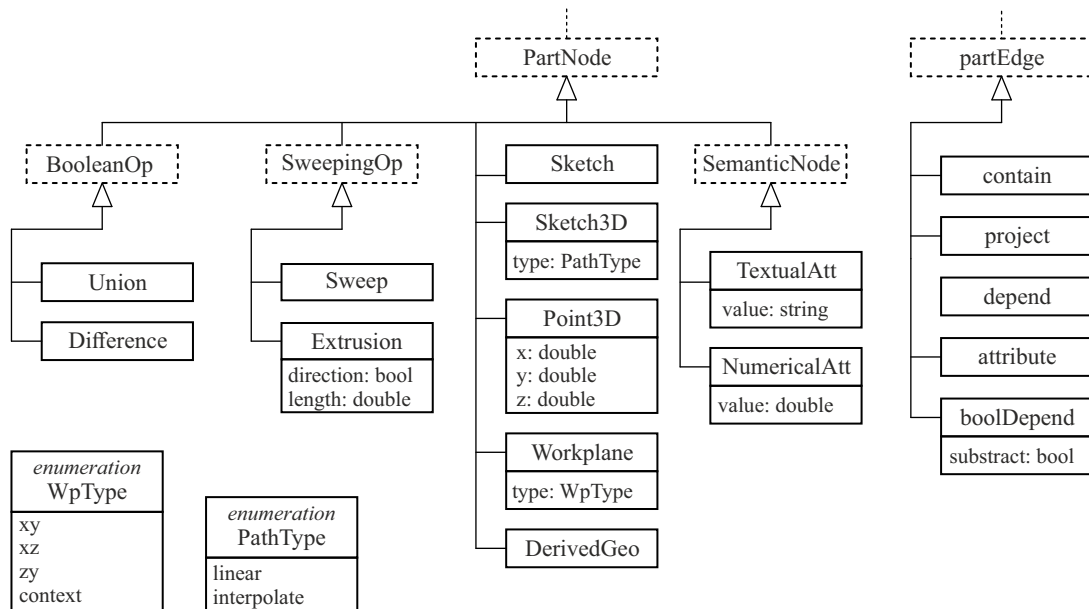 PartNode
partEdge
BooleanOp
SweepingOp
Sketch
SemanticNode
contain
Sketch3D
type: PathType
project
Union
Sweep
TextualAtt
value: string
depend
Difference
Extrusion
direction: bool
length: double
Point3D
x: double
y: double
z: double
NumericalAtt
value: double
attribute
boolDepend
substract: bool
enumeration
WpType
xy
xz
zy
context
enumeration
PathType
linear
interpolate
Workplane
type: WpType
DerivedGeo